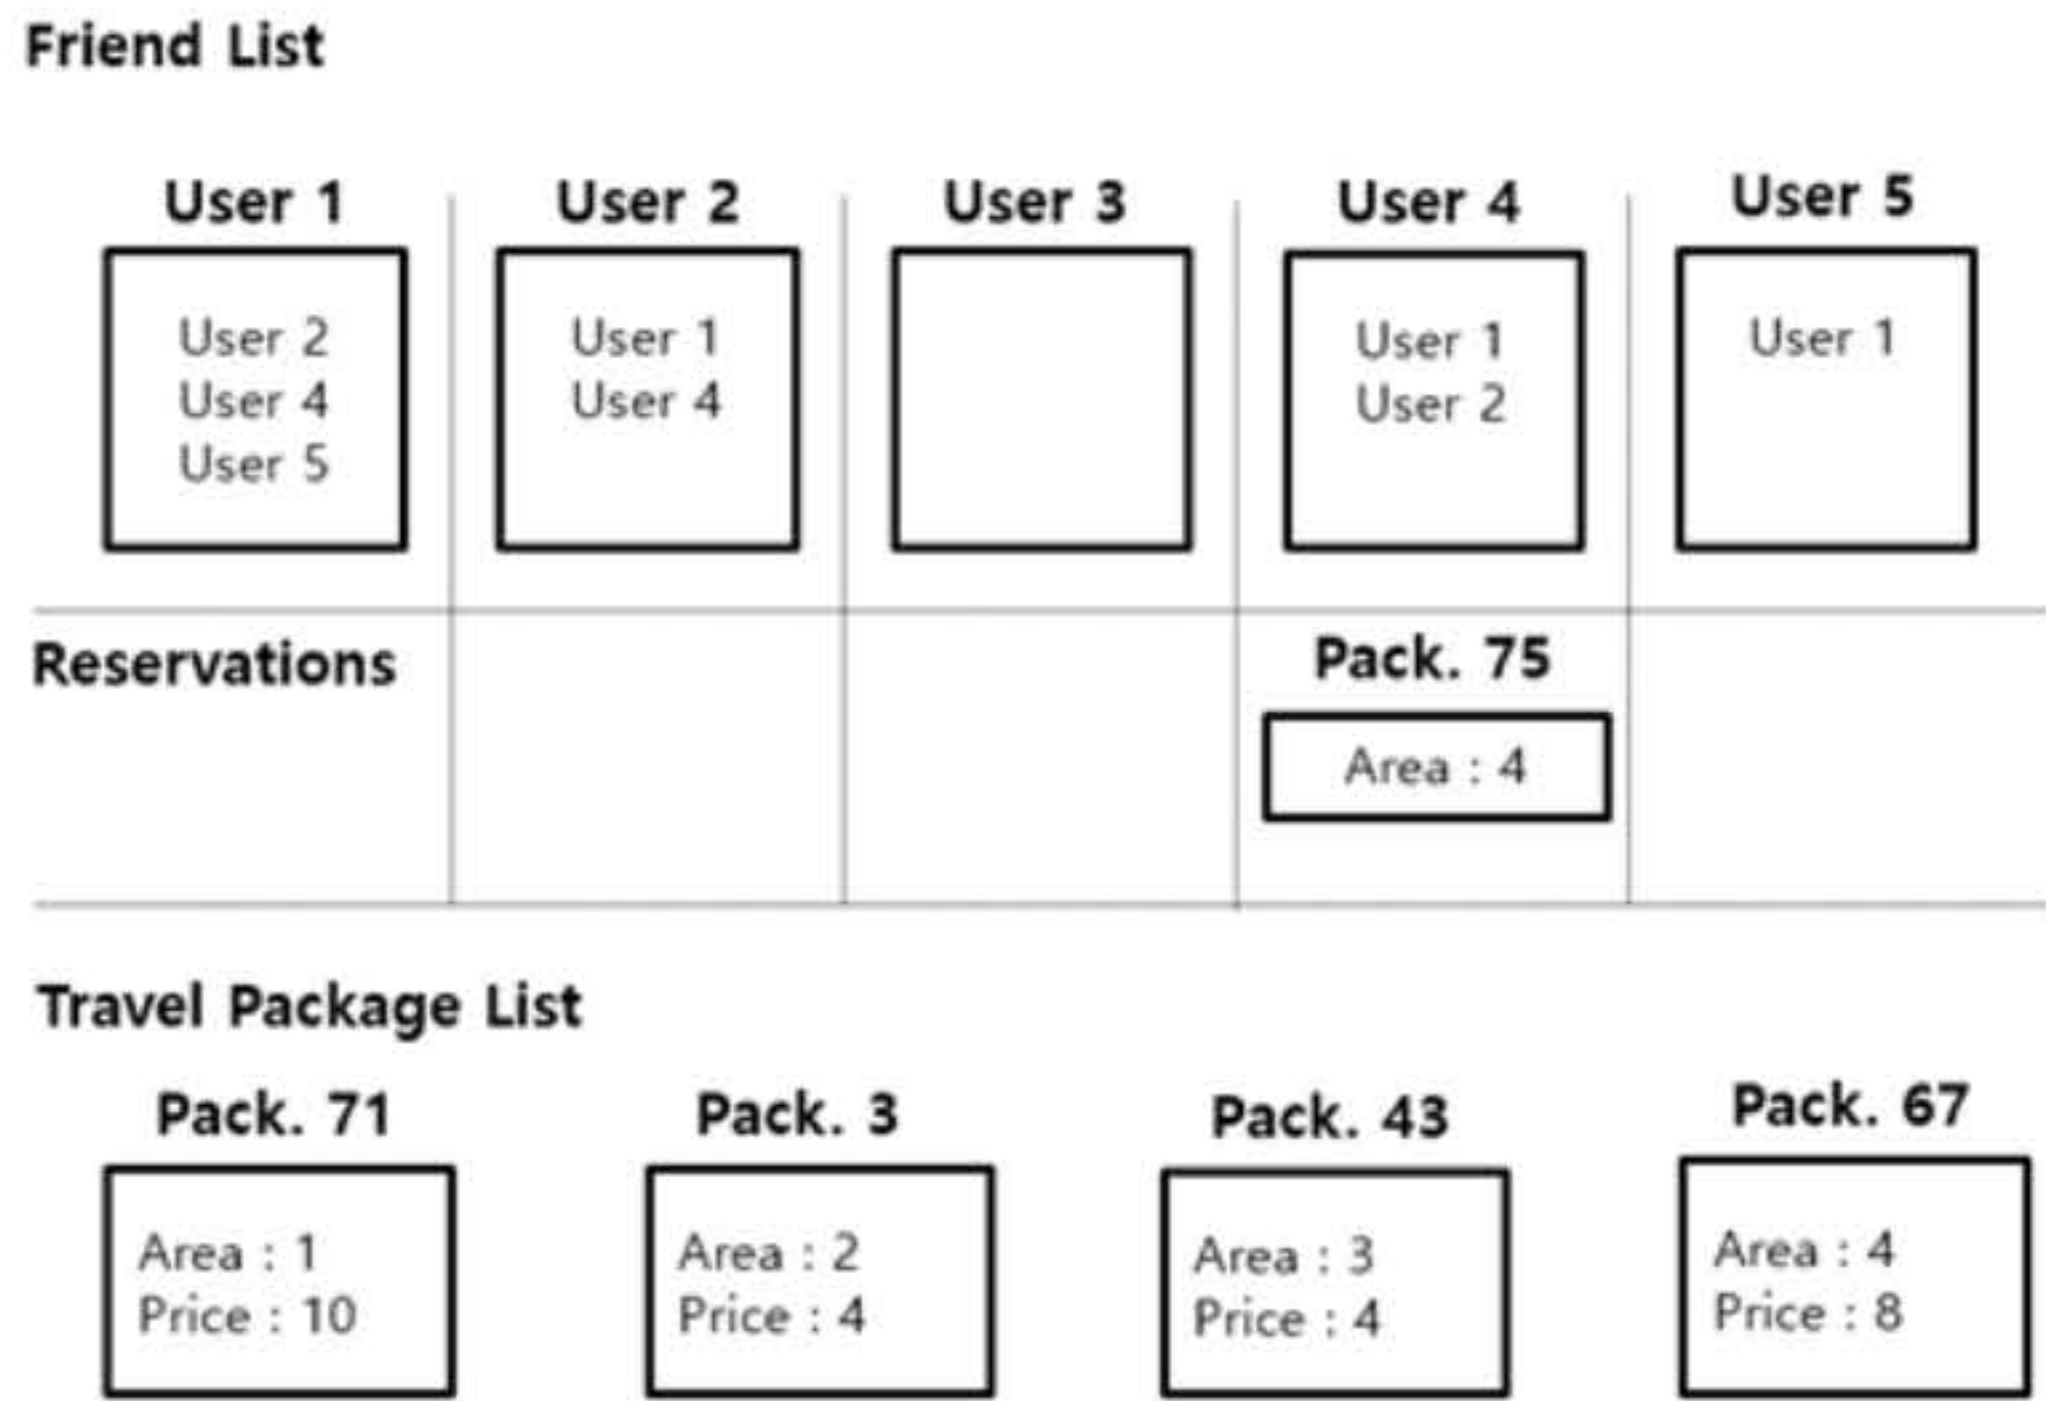 Friend List
User 1
User 2
User 3
User 4
User 5
User 2
User 4
User 5
User 1
User 4
User 1
User 2
User 1
Reservations
Pack. 75
Area : 4
Travel Package List
Pack. 71
Pack. 3
Pack. 43
Pack. 67
Area : 1
Price : 10
Area : 2
Price : 4
Area : 3
Price : 4
Area : 4
Price : 8